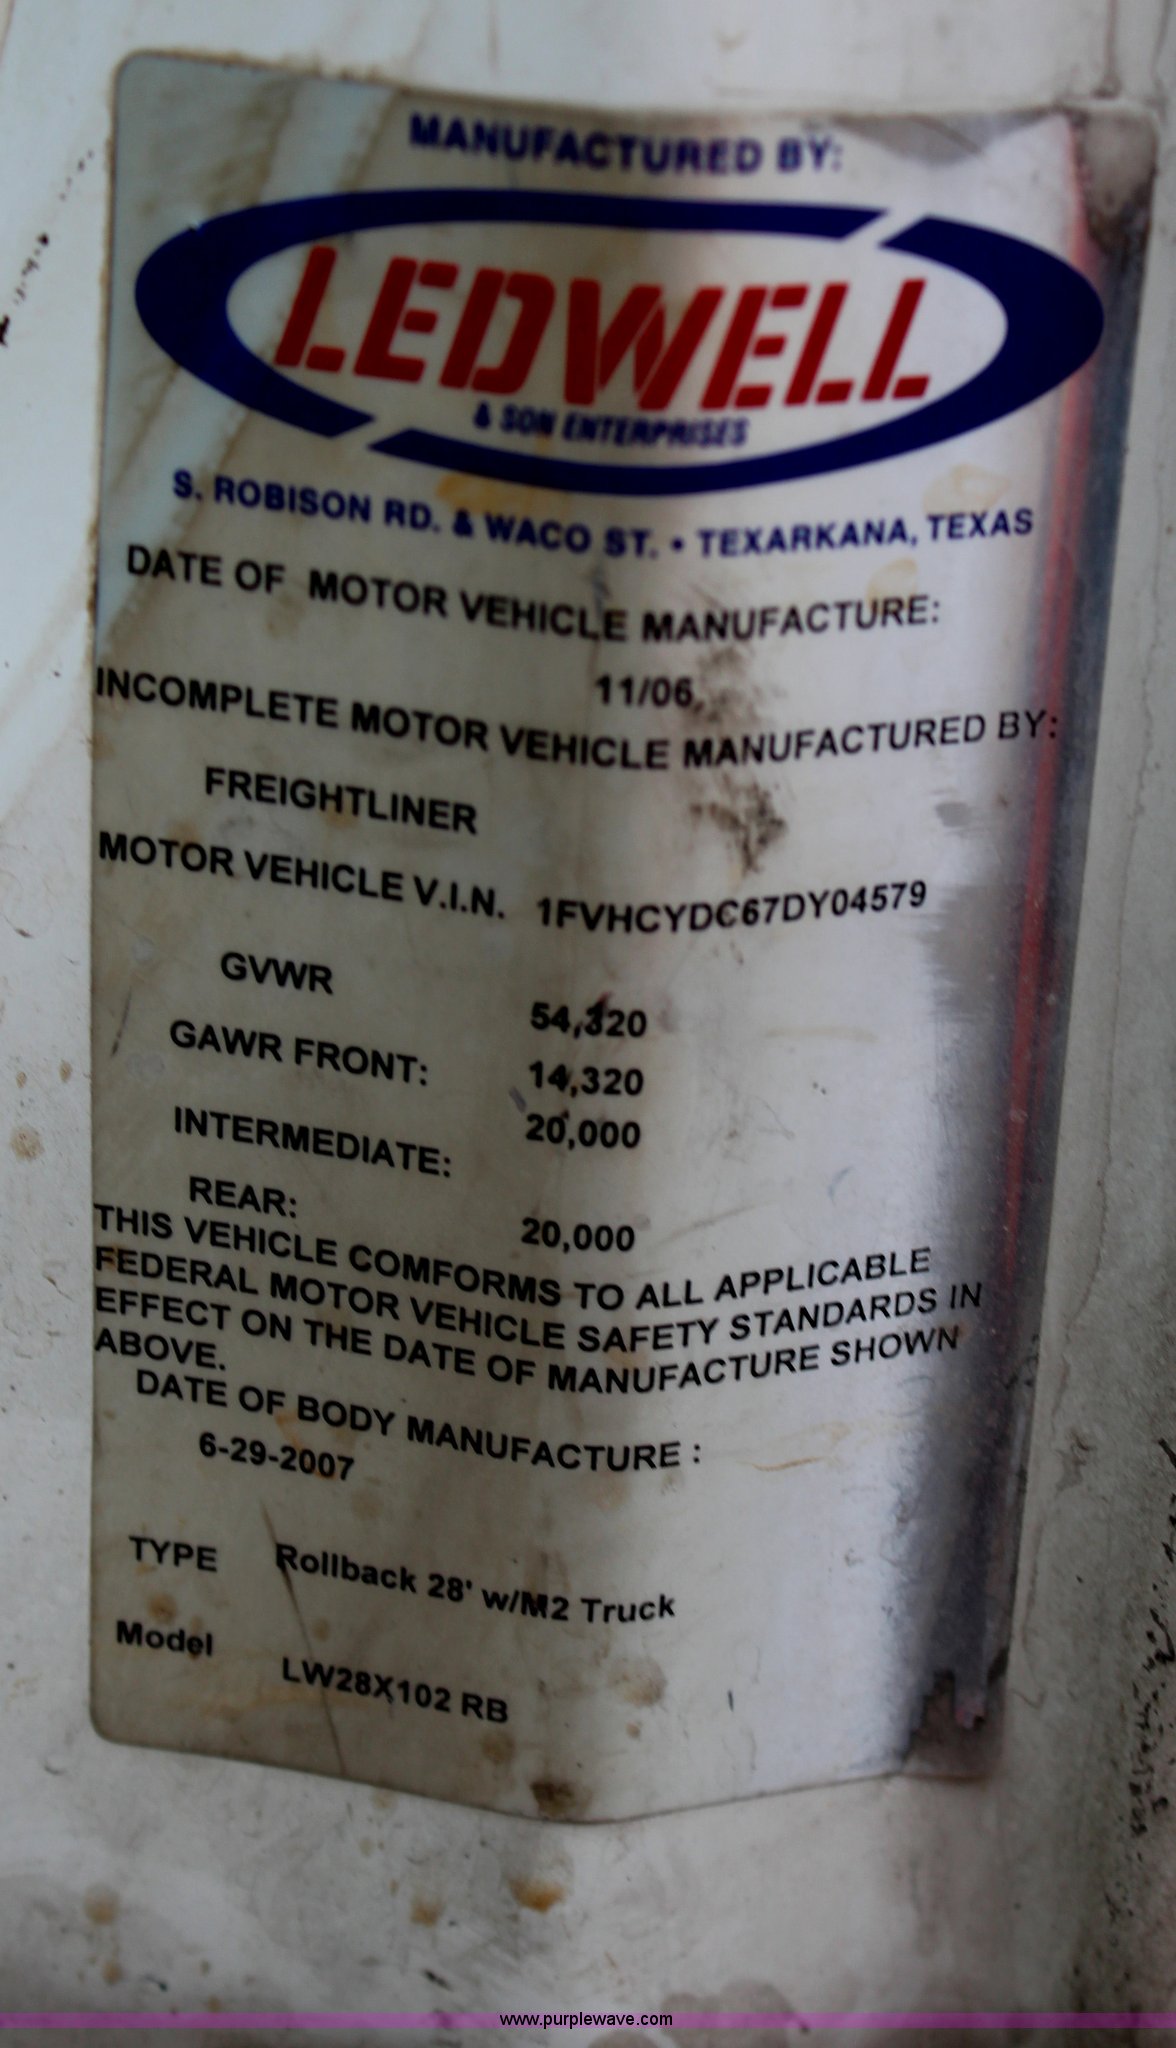 MANUFACTURED BY:
LEDWELL
& SON ENTERPRISES
S. ROBISON RD. & WACO ST. • TEXARKANA, TEXAS
DATE OF MOTOR VEHICLE MANUFACTURE:
11/06
INCOMPLETE MOTOR VEHICLE MANUFACTURED BY:
FREIGHTLINER
MOTOR VEHICLE V.I.N. 1FVHCYDC67DY04579
GVWR 54,320
GAWR FRONT: 14,320
INTERMEDIATE: 20,000
REAR: 20,000
THIS VEHICLE COMFORMS TO ALL APPLICABLE
FEDERAL MOTOR VEHICLE SAFETY STANDARDS IN
EFFECT ON THE DATE OF MANUFACTURE SHOWN
ABOVE.
DATE OF BODY MANUFACTURE :
6-29-2007
TYPE Rollback 28' w/M2 Truck
Model LW28X102 RB
www.purplewave.com